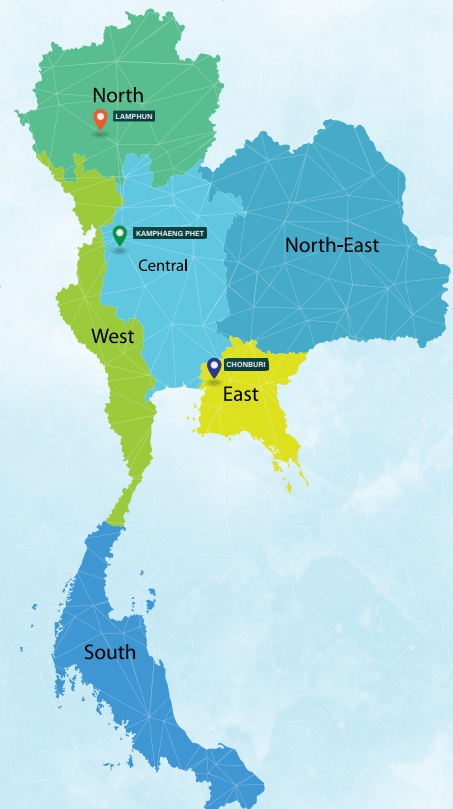 North
LAMPHUN
KAMPHAENG PHET
North-East
Central
West
CHONBURI
East
South